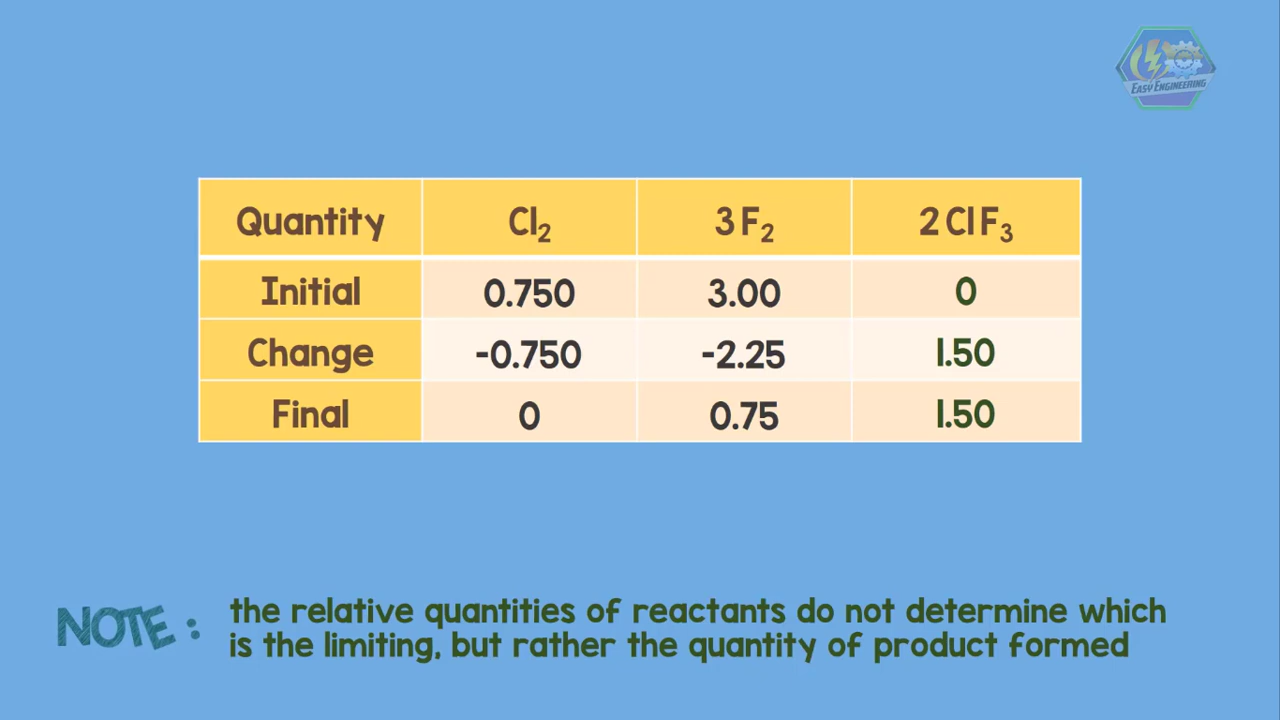 EASY ENGINEERING
Quantity Cl₂ 3 F₂ 2 Cl F₃
Initial 0.750 3.00 0
Change -0.750 -2.25 1.50
Final 0 0.75 1.50
NOTE : the relative quantities of reactants do not determine which
is the limiting, but rather the quantity of product formed